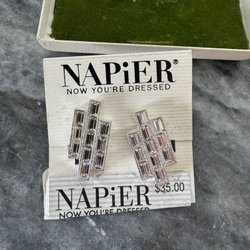 NAPiER®
NOW YOU'RE DRESSED
NAPiER
$35.00
NOW YOU'RE DRESSED